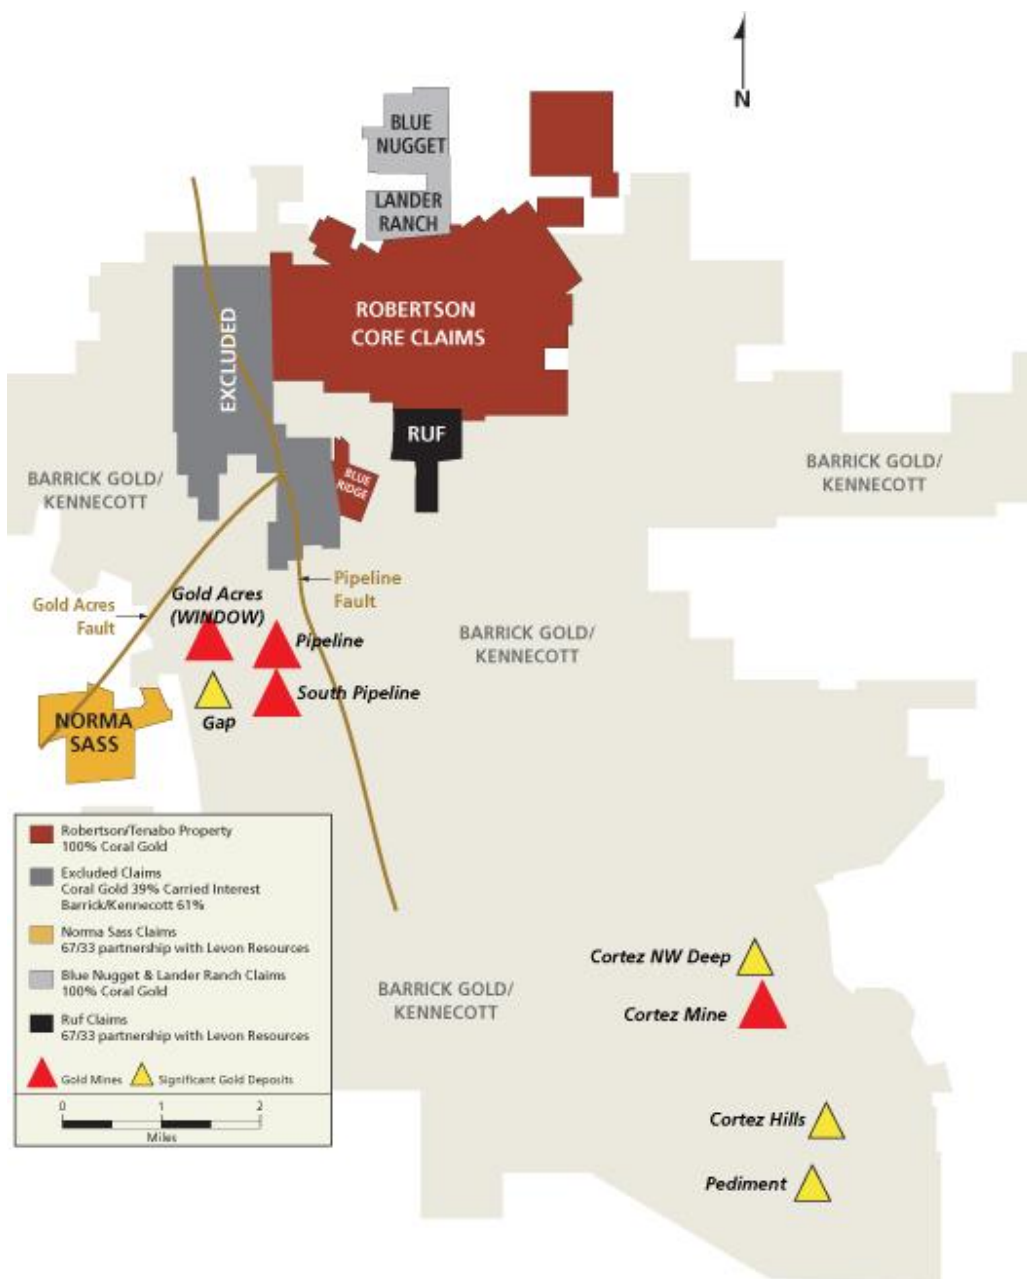 N
BLUE
NUGGET
LANDER
RANCH
ROBERTSON
CORE CLAIMS
EXCLUDED
RUF
BLUE
RIDGE
BARRICK GOLD/
KENNECOTT
BARRICK GOLD/
KENNECOTT
Pipeline
Fault
Gold Acres
(WINDOW)
Gold Acres
Fault
Pipeline
BARRICK GOLD/
KENNECOTT
South Pipeline
Gap
NORMA
SASS
Robertson/Tenabo Property
100% Coral Gold
Excluded Claims
Coral Gold 39% Carried Interest
Barrick/Kennecott 61%
Norma Sass Claims
67/33 partnership with Levon Resources
Blue Nugget & Lander Ranch Claims
100% Coral Gold
Ruf Claims
67/33 partnership with Levon Resources
Gold Mines
Significant Gold Deposits
0 1 2
Miles
BARRICK GOLD/
KENNECOTT
Cortez NW Deep
Cortez Mine
Cortez Hills
Pediment